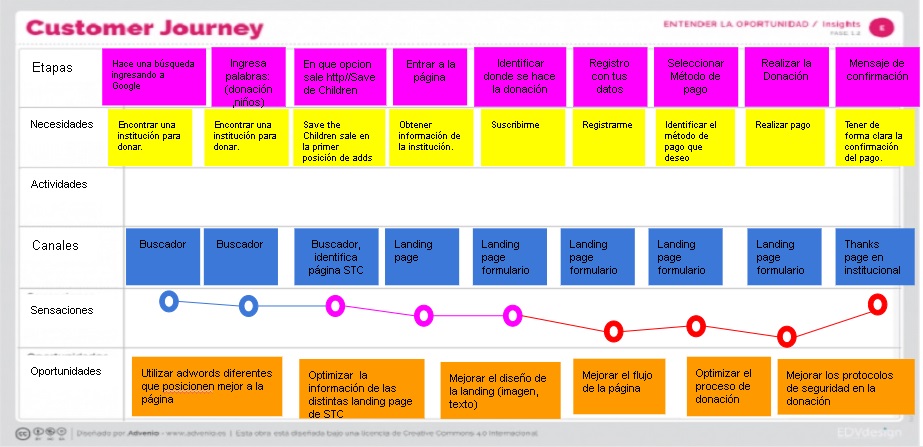 Customer Journey
ENTENDER LA OPORTUNIDAD / Insights
PAGE 1.2
Etapas
Hace una búsqueda
ingresando a
Google
Ingresa
palabras:
(donación
,niños)
En que opcion
sale http//Save
de Children
Entrar a la
página
Identificar
donde se hace
la donación
Registro
con tus
datos
Seleccionar
Método de
pago
Realizar la
Donación
Mensaje de
confirmación
Necesidades
Encontrar una
institución para
donar.
Encontrar una
institución para
donar.
Save the
Children sale en
la primer
posición de adds
Obtener
información de
la institución.
Suscribirme
Registrarme
Identificar el
método de
pago que
deseo
Realizar pago
Tener de
forma clara la
confirmación
del pago.
Actividades
Canales
Buscador
Buscador
Buscador,
identifica
página STC
Landing
page
Landing
page
formulario
Landing
page
formulario
Landing
page
formulario
Landing
page
formulario
Thanks
page en
institucional
Sensaciones
Oportunidades
Utilizar adwords diferentes
que posicionen mejor a la
página
Optimizar la
información de las
distintas landing page
de STC
Mejorar el diseño de
la landing (imagen,
texto)
Mejorar el flujo
de la página
Optimizar el
proceso de
donación
Mejorar los protocolos
de seguridad en la
donación
Diseñado por Advenio - www.advenio.es | Esta obra está diseñada bajo una licencia de Creative Commons 4.0 Internacional